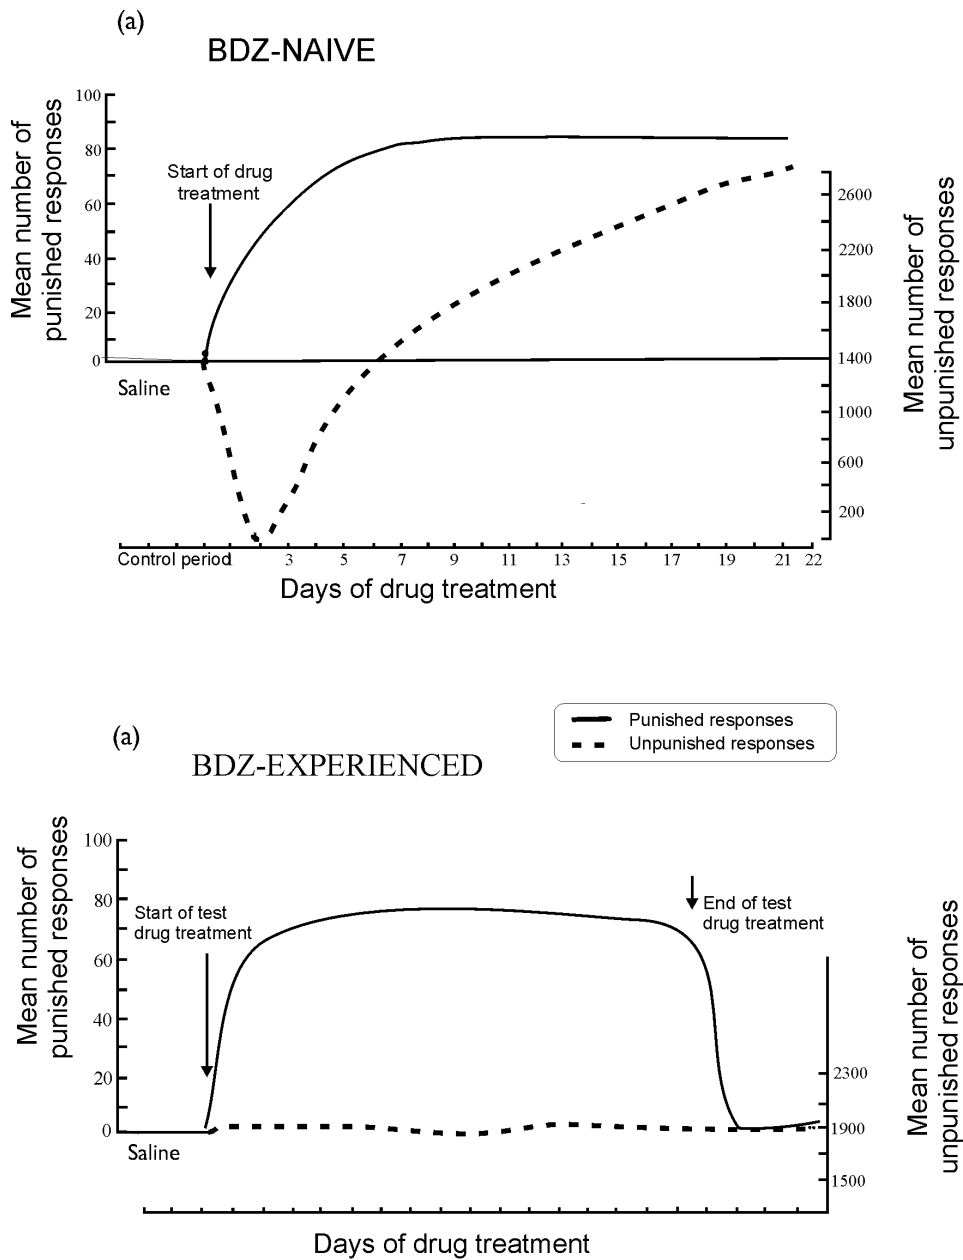 (a)
BDZ-NAIVE
Mean number of
punished responses
100
80
60
40
20
0
Start of drug
treatment
Saline
2600
2200
1800
1400
1000
600
200
Mean number of
unpunished responses
Control period
1
3
5
7
9
11
13
15
17
19
21
22
Days of drug treatment
Punished responses
Unpunished responses
(a)
BDZ-EXPERIENCED
Mean number of
punished responses
100
80
60
40
20
0
Start of test
drug treatment
End of test
drug treatment
Saline
2300
1900
1500
Mean number of
unpunished responses
Days of drug treatment